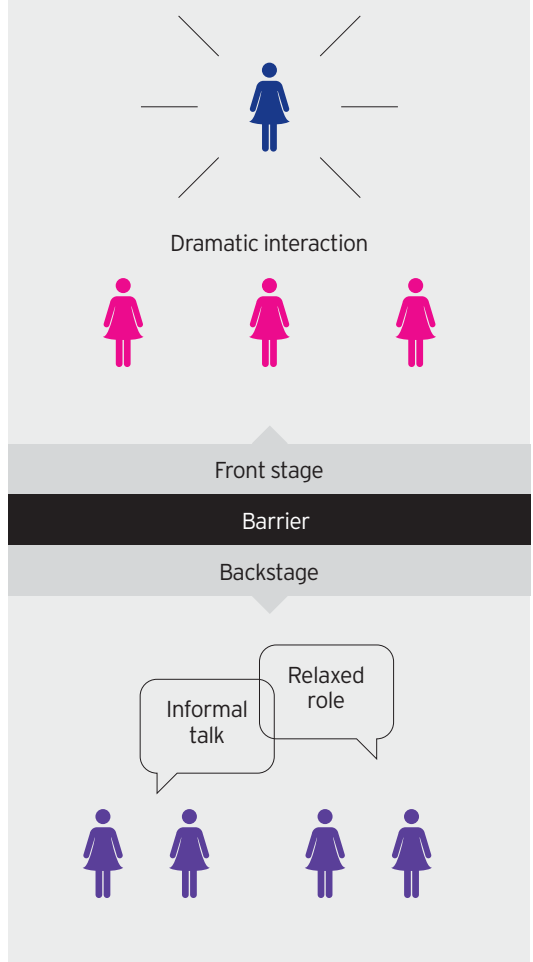 Dramatic interaction
Front stage
Barrier
Backstage
Informal
talk
Relaxed
role